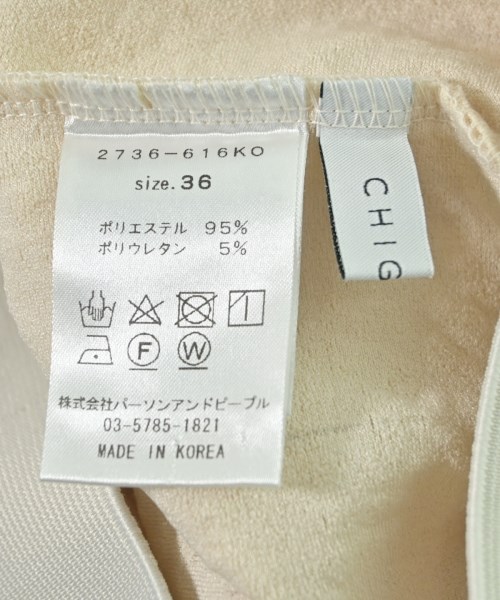 2736-616KO
size.36
ポリエステル 95%
ポリウレタン 5%
F W
株式会社パーソンアンドピープル
03-5785-1821
MADE IN KOREA
CHIG